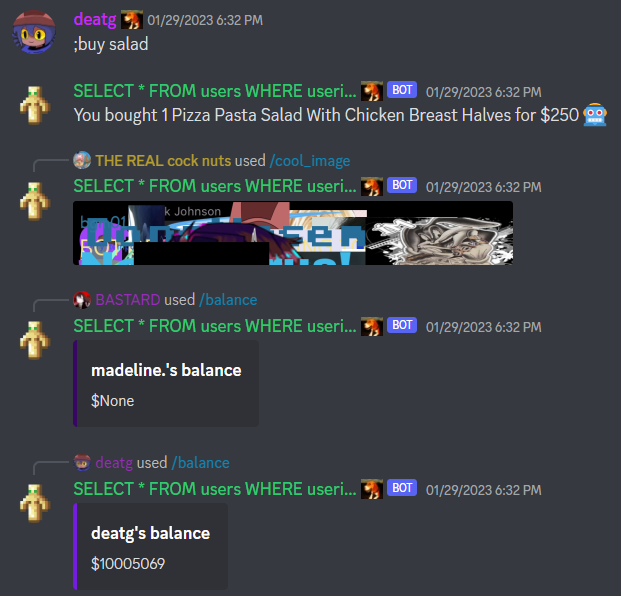 deatg 01/29/2023 6:32 PM
;buy salad
SELECT * FROM users WHERE useri... BOT 01/29/2023 6:32 PM
You bought 1 Pizza Pasta Salad With Chicken Breast Halves for $250
THE REAL cock nuts used /cool_image
SELECT * FROM users WHERE useri... BOT 01/29/2023 6:32 PM
k Johnson
BASTARD used /balance
SELECT * FROM users WHERE useri... BOT 01/29/2023 6:32 PM
madeline.'s balance
$None
deatg used /balance
SELECT * FROM users WHERE useri... BOT 01/29/2023 6:32 PM
deatg's balance
$10005069